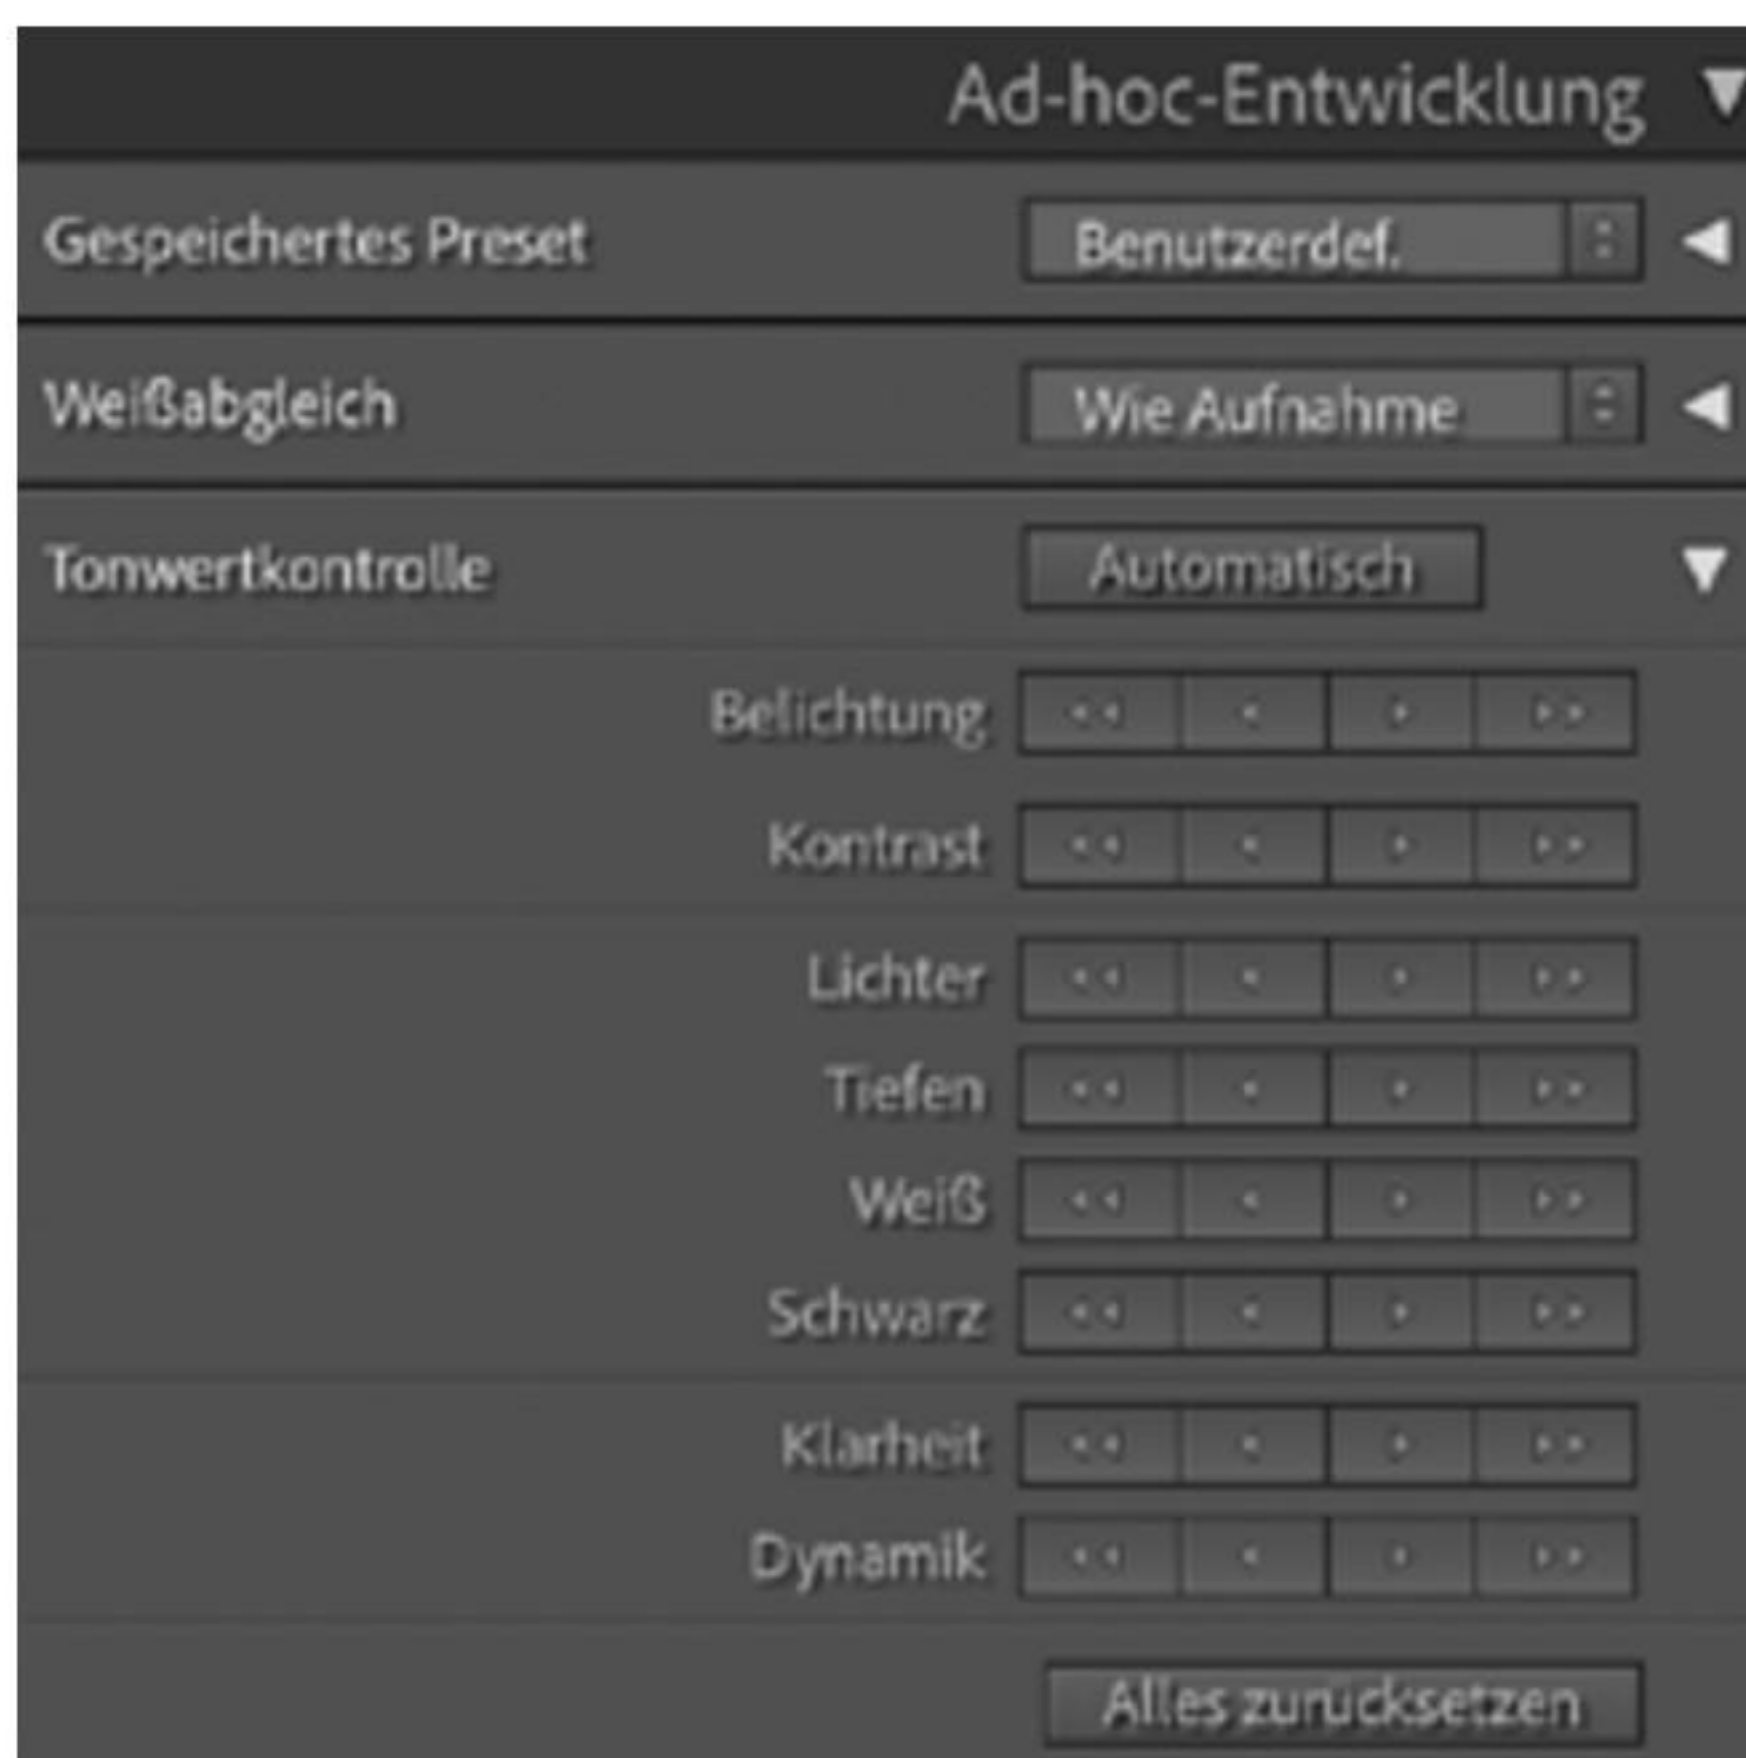 Ad-hoc-Entwicklung
Gespeichertes Preset Benutzerdef.
Weißabgleich Wie Aufnahme
Tonwertkontrolle Automatisch
Belichtung
Kontrast
Lichter
Tiefen
Weiß
Schwarz
Klarheit
Dynamik
Alles zurücksetzen